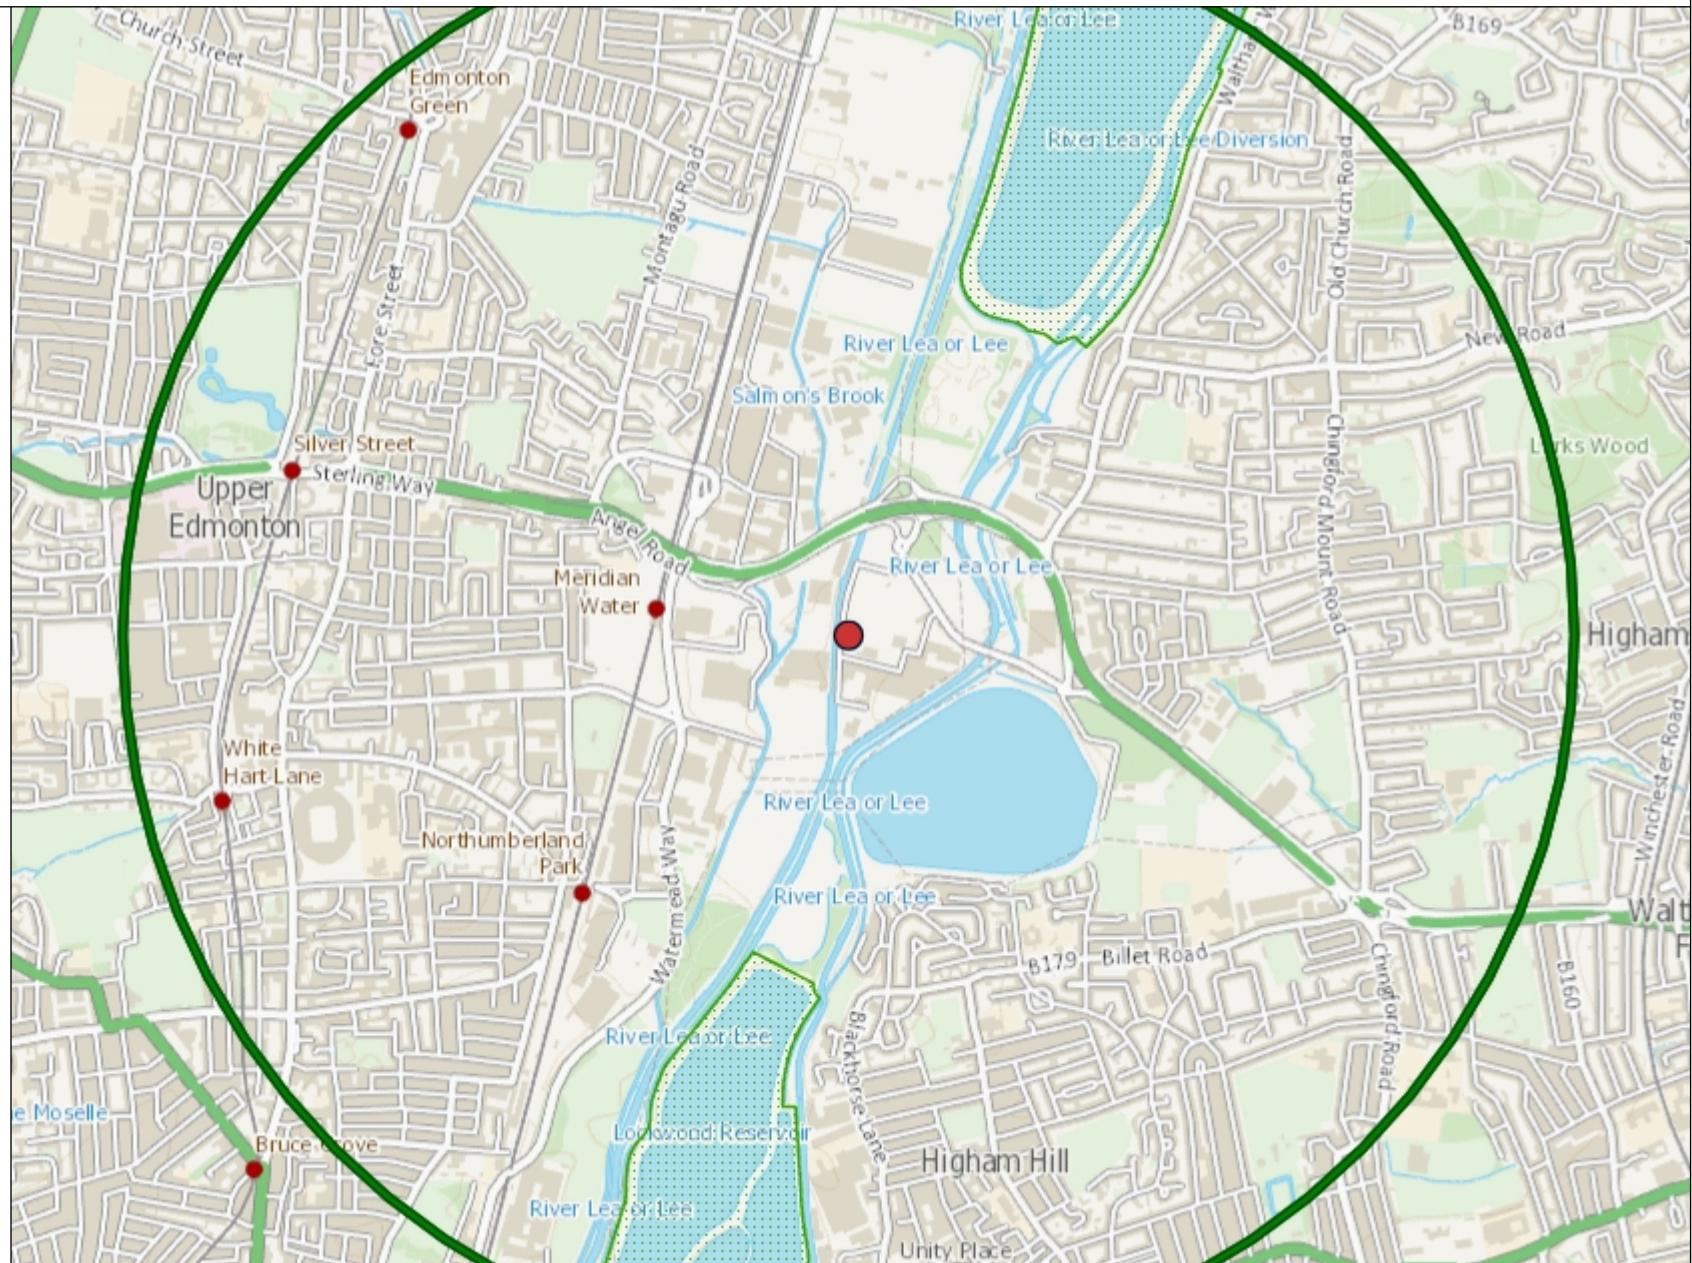 River Lea or Lee
B169
Church Street
Waltha
Edmonton
Green
River Lea or Lee Diversion
Montagu Road
Old Church Road
Fore Street
New Road
River Lea or Lee
Salmon's Brook
Silver Street
Larks Wood
Sterling Way
Upper
Edmonton
Angel Road
Chingford Mount Road
Meridian
Water
River Lea or Lee
Higham
White
Hart Lane
Winchester Road
River Lea or Lee
Northumberland
Park
River Lea or Lee
Watermead Way
Walt
F
B179
Billet Road
Chingford Road
B160
River Lea or Lee
Blackhorse Lane
e Moselle
Lockwood Reservoir
Bruce Grove
Higham Hill
River Lea or Lee
Unity Place